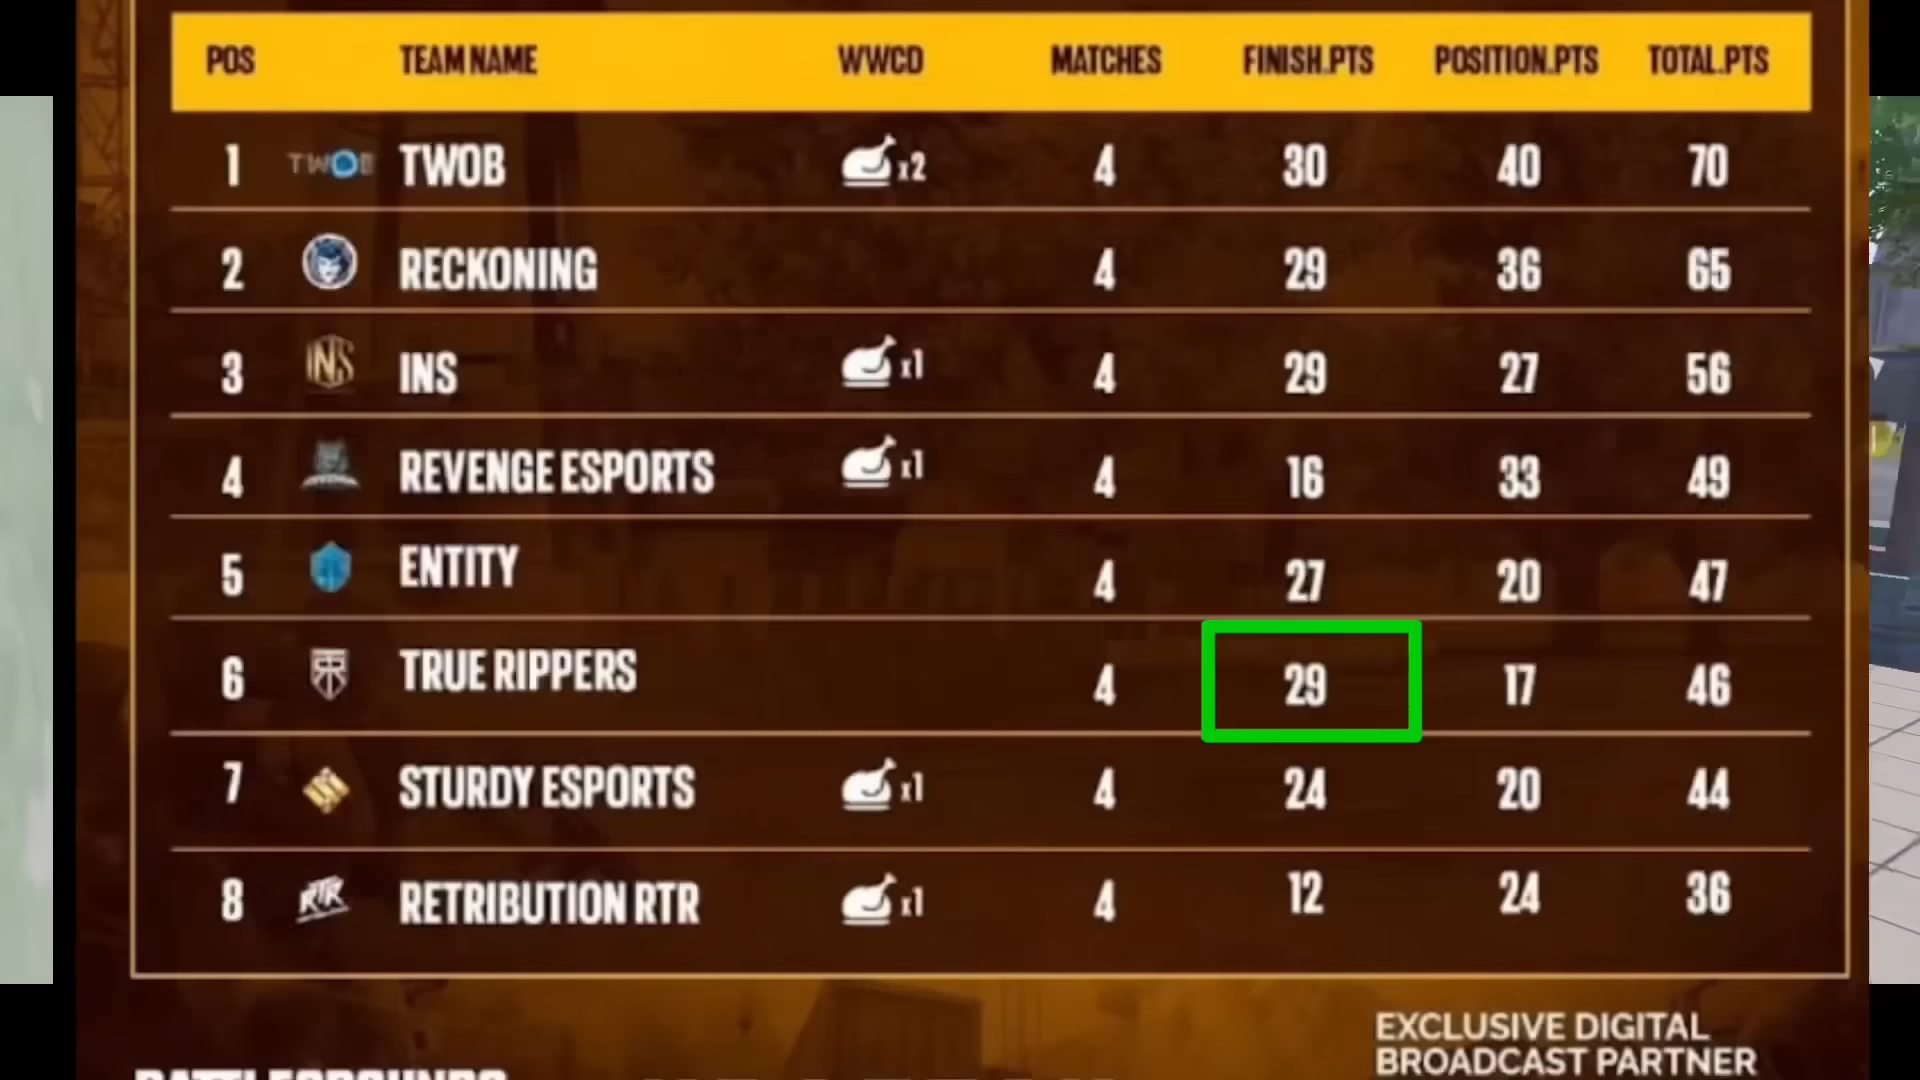 POS TEAM NAME WWCD MATCHES FINISH.PTS POSITION.PTS TOTAL.PTS
1 TWOB TWOB x2 4 30 40 70
2 RECKONING 4 29 36 65
3 INS INS x1 4 29 27 56
4 REVENGE ESPORTS x1 4 16 33 49
5 ENTITY 4 27 20 47
6 TRUE RIPPERS 4 29 17 46
7 STURDY ESPORTS x1 4 24 20 44
8 RTR RETRIBUTION RTR x1 4 12 24 36
EXCLUSIVE DIGITAL
BROADCAST PARTNER
BATTLEGROUNDS